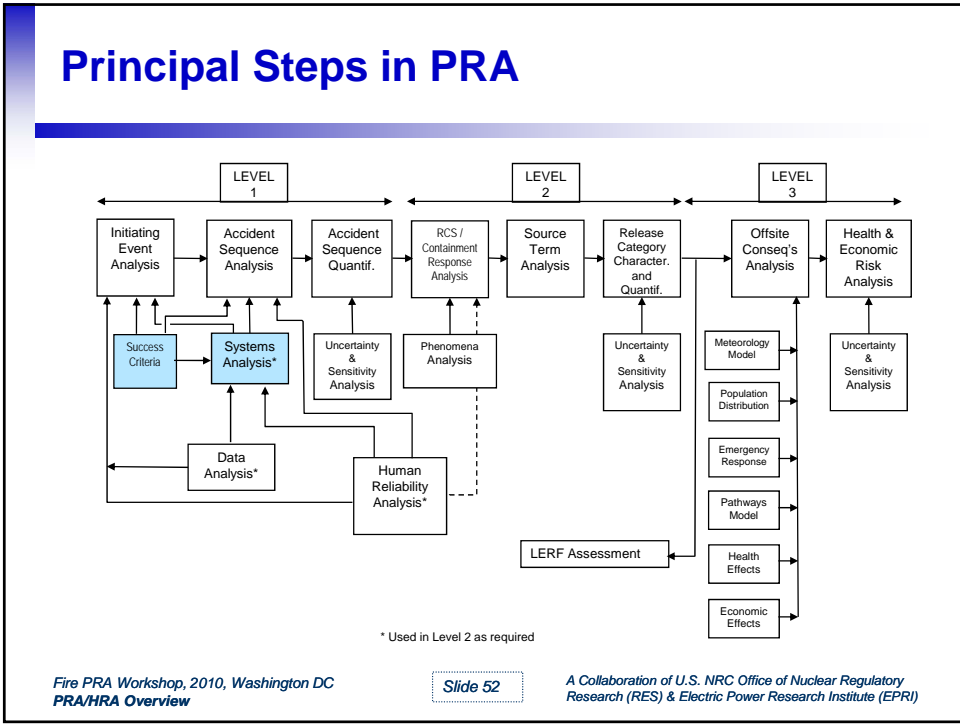 Principal Steps in PRA
LEVEL
1
LEVEL
2
LEVEL
3
Initiating
Event
Analysis
Accident
Sequence
Analysis
Accident
Sequence
Quantif.
RCS /
Containment
Response
Analysis
Source
Term
Analysis
Release
Category
Character.
and
Quantif.
Offsite
Conseq's
Analysis
Health &
Economic
Risk
Analysis
Success
Criteria
Systems
Analysis*
Uncertainty
&
Sensitivity
Analysis
Phenomena
Analysis
Uncertainty
&
Sensitivity
Analysis
Meteorology
Model
Uncertainty
&
Sensitivity
Analysis
Population
Distribution
Data
Analysis*
Human
Reliability
Analysis*
Emergency
Response
Pathways
Model
LERF Assessment
Health
Effects
Economic
Effects
* Used in Level 2 as required
Fire PRA Workshop, 2010, Washington DC
PRA/HRA Overview
Slide 52
A Collaboration of U.S. NRC Office of Nuclear Regulatory
Research (RES) & Electric Power Research Institute (EPRI)